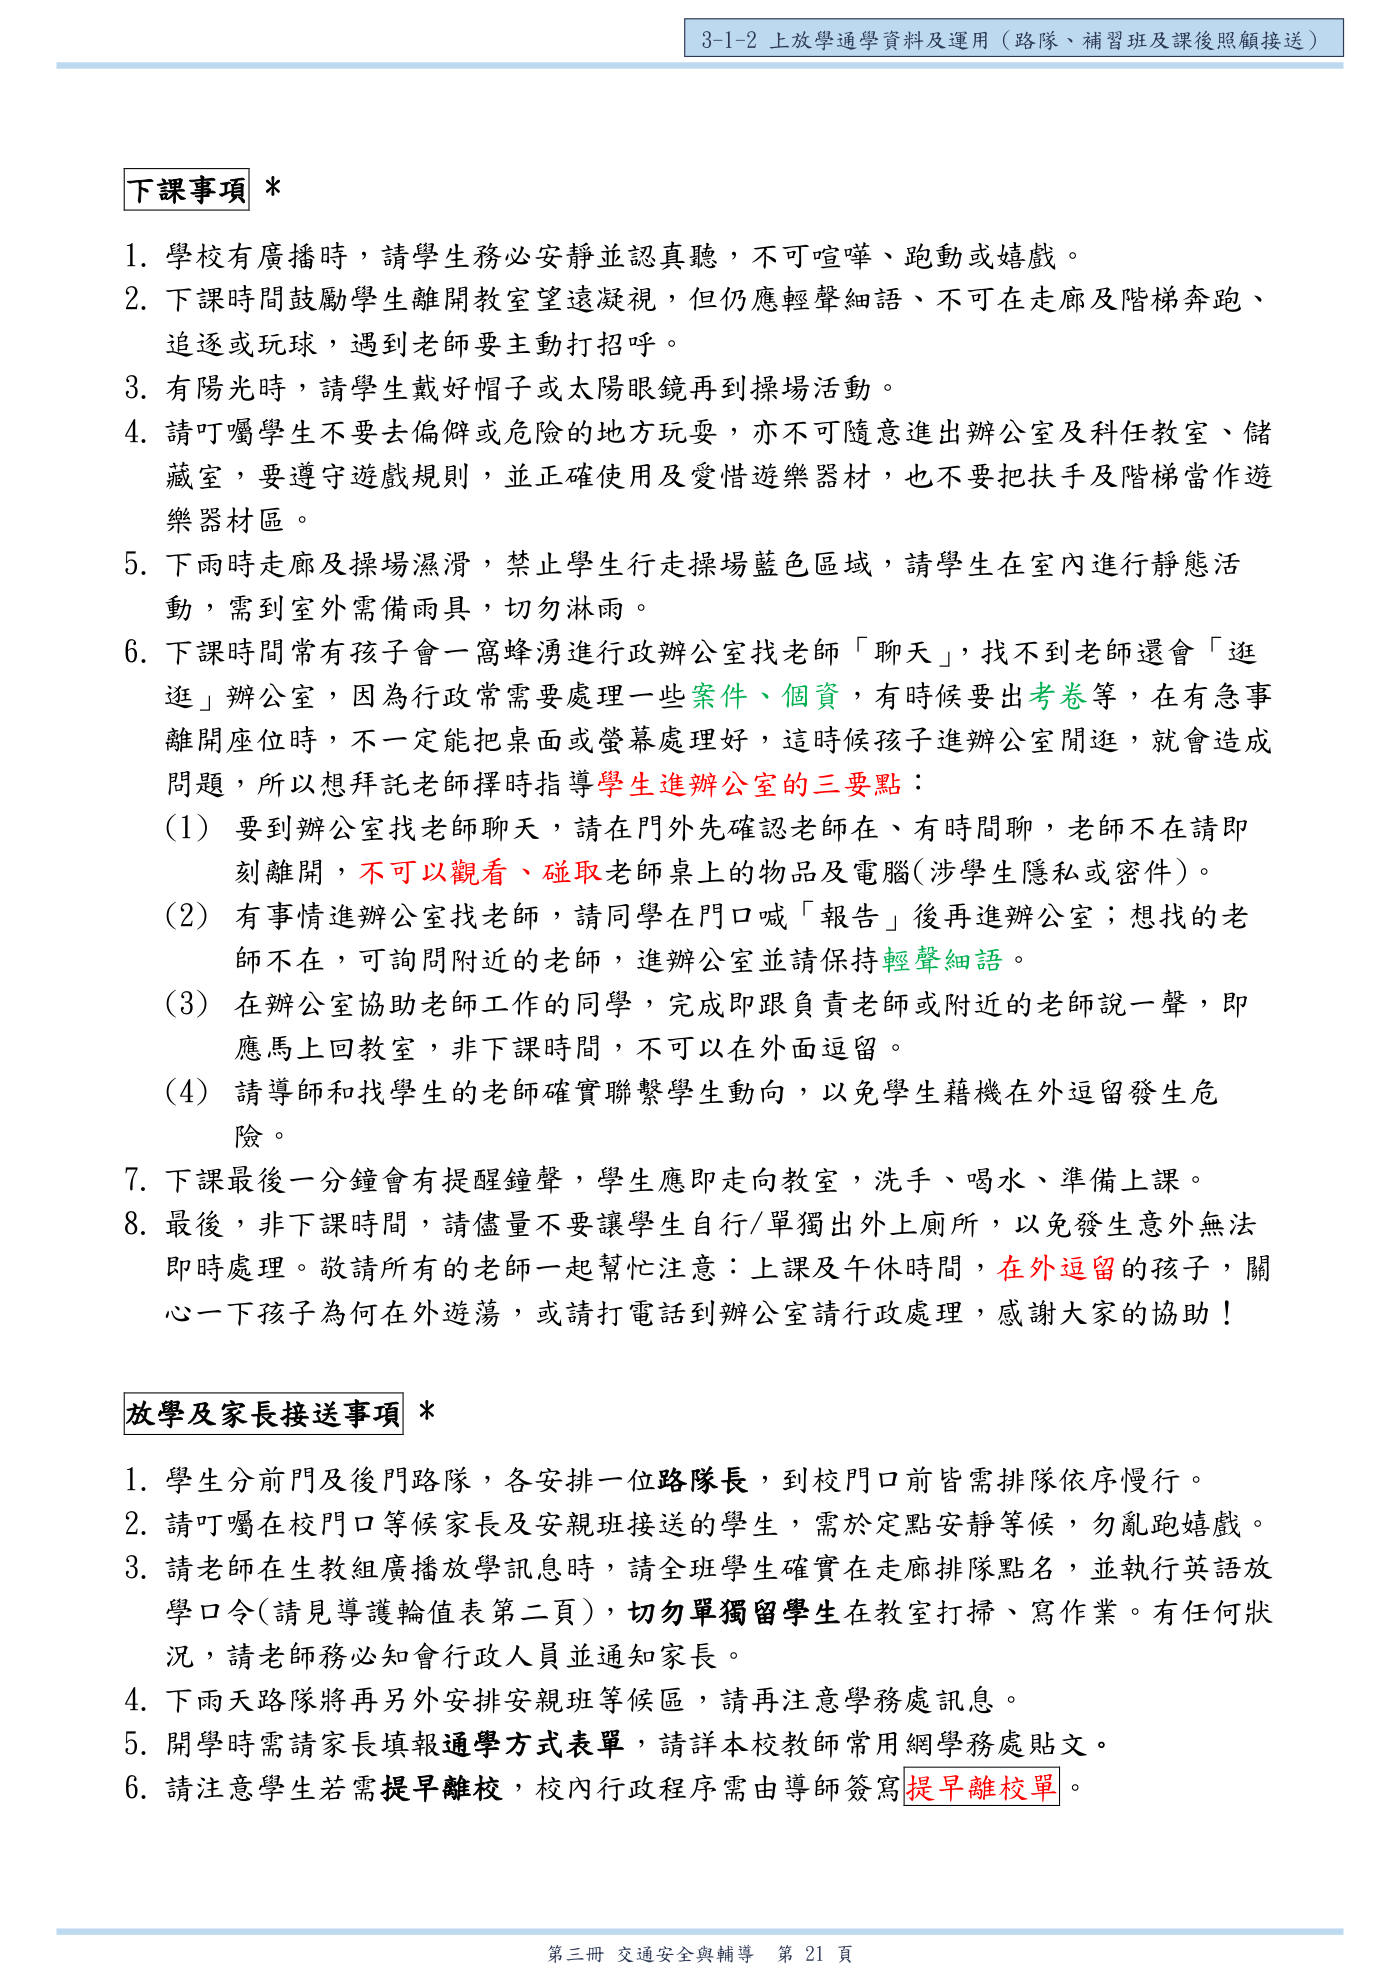 3-1-2 上放學通學資料及運用（路隊、補習班及課後照顧接送）
下課事項 *
1. 學校有廣播時，請學生務必安靜並認真聽，不可喧嘩、跑動或嬉戲。
2. 下課時間鼓勵學生離開教室望遠凝視，但仍應輕聲細語、不可在走廊及階梯奔跑、
追逐或玩球，遇到老師要主動打招呼。
3. 有陽光時，請學生戴好帽子或太陽眼鏡再到操場活動。
4. 請叮囑學生不要去偏僻或危險的地方玩耍，亦不可隨意進出辦公室及科任教室、儲
藏室，要遵守遊戲規則，並正確使用及愛惜遊樂器材，也不要把扶手及階梯當作遊
樂器材區。
5. 下雨時走廊及操場濕滑，禁止學生行走操場藍色區域，請學生在室內進行靜態活
動，需到室外需備雨具，切勿淋雨。
6. 下課時間常有孩子會一窩蜂湧進行政辦公室找老師「聊天」，找不到老師還會「逛
逛」辦公室，因為行政常需要處理一些案件、個資，有時候要出考卷等，在有急事
離開座位時，不一定能把桌面或螢幕處理好，這時候孩子進辦公室閒逛，就會造成
問題，所以想拜託老師擇時指導學生進辦公室的三要點：
(1) 要到辦公室找老師聊天，請在門外先確認老師在、有時間聊，老師不在請即
刻離開，不可以觀看、碰取老師桌上的物品及電腦(涉學生隱私或密件)。
(2) 有事情進辦公室找老師，請同學在門口喊「報告」後再進辦公室；想找的老
師不在，可詢問附近的老師，進辦公室並請保持輕聲細語。
(3) 在辦公室協助老師工作的同學，完成即跟負責老師或附近的老師說一聲，即
應馬上回教室，非下課時間，不可以在外面逗留。
(4) 請導師和找學生的老師確實聯繫學生動向，以免學生藉機在外逗留發生危
險。
7. 下課最後一分鐘會有提醒鐘聲，學生應即走向教室，洗手、喝水、準備上課。
8. 最後，非下課時間，請儘量不要讓學生自行/單獨出外上廁所，以免發生意外無法
即時處理。敬請所有的老師一起幫忙注意：上課及午休時間，在外逗留的孩子，關
心一下孩子為何在外遊蕩，或請打電話到辦公室請行政處理，感謝大家的協助！
放學及家長接送事項 *
1. 學生分前門及後門路隊，各安排一位路隊長，到校門口前皆需排隊依序慢行。
2. 請叮囑在校門口等候家長及安親班接送的學生，需於定點安靜等候，勿亂跑嬉戲。
3. 請老師在生教組廣播放學訊息時，請全班學生確實在走廊排隊點名，並執行英語放
學口令(請見導護輪值表第二頁)，切勿單獨留學生在教室打掃、寫作業。有任何狀
況，請老師務必知會行政人員並通知家長。
4. 下雨天路隊將再另外安排安親班等候區，請再注意學務處訊息。
5. 開學時需請家長填報通學方式表單，請詳本校教師常用網學務處貼文。
6. 請注意學生若需提早離校，校內行政程序需由導師簽寫提早離校單。
第三冊 交通安全與輔導 第 21 頁